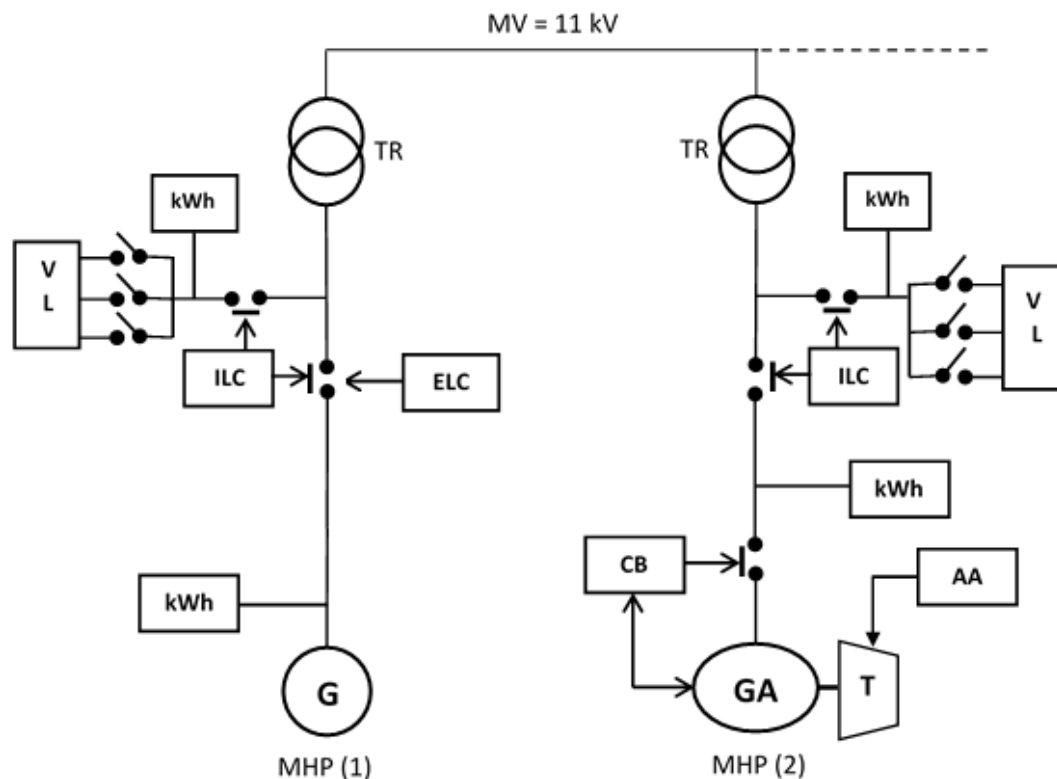 MV = 11 kV
TR
TR
kWh
kWh
V
L
V
L
ILC
ELC
ILC
kWh
CB
AA
kWh
G
GA
T
MHP (1)
MHP (2)